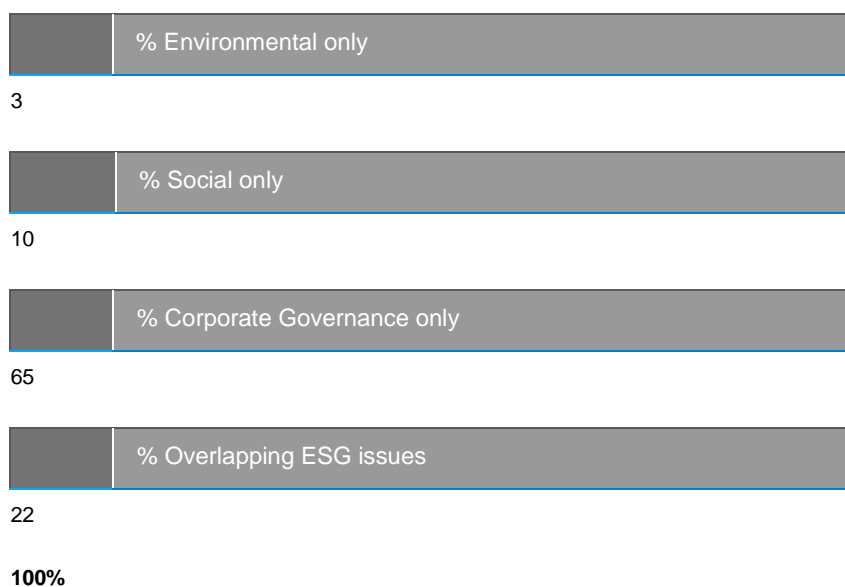 % Environmental only
3
% Social only
10
% Corporate Governance only
65
% Overlapping ESG issues
22
100%